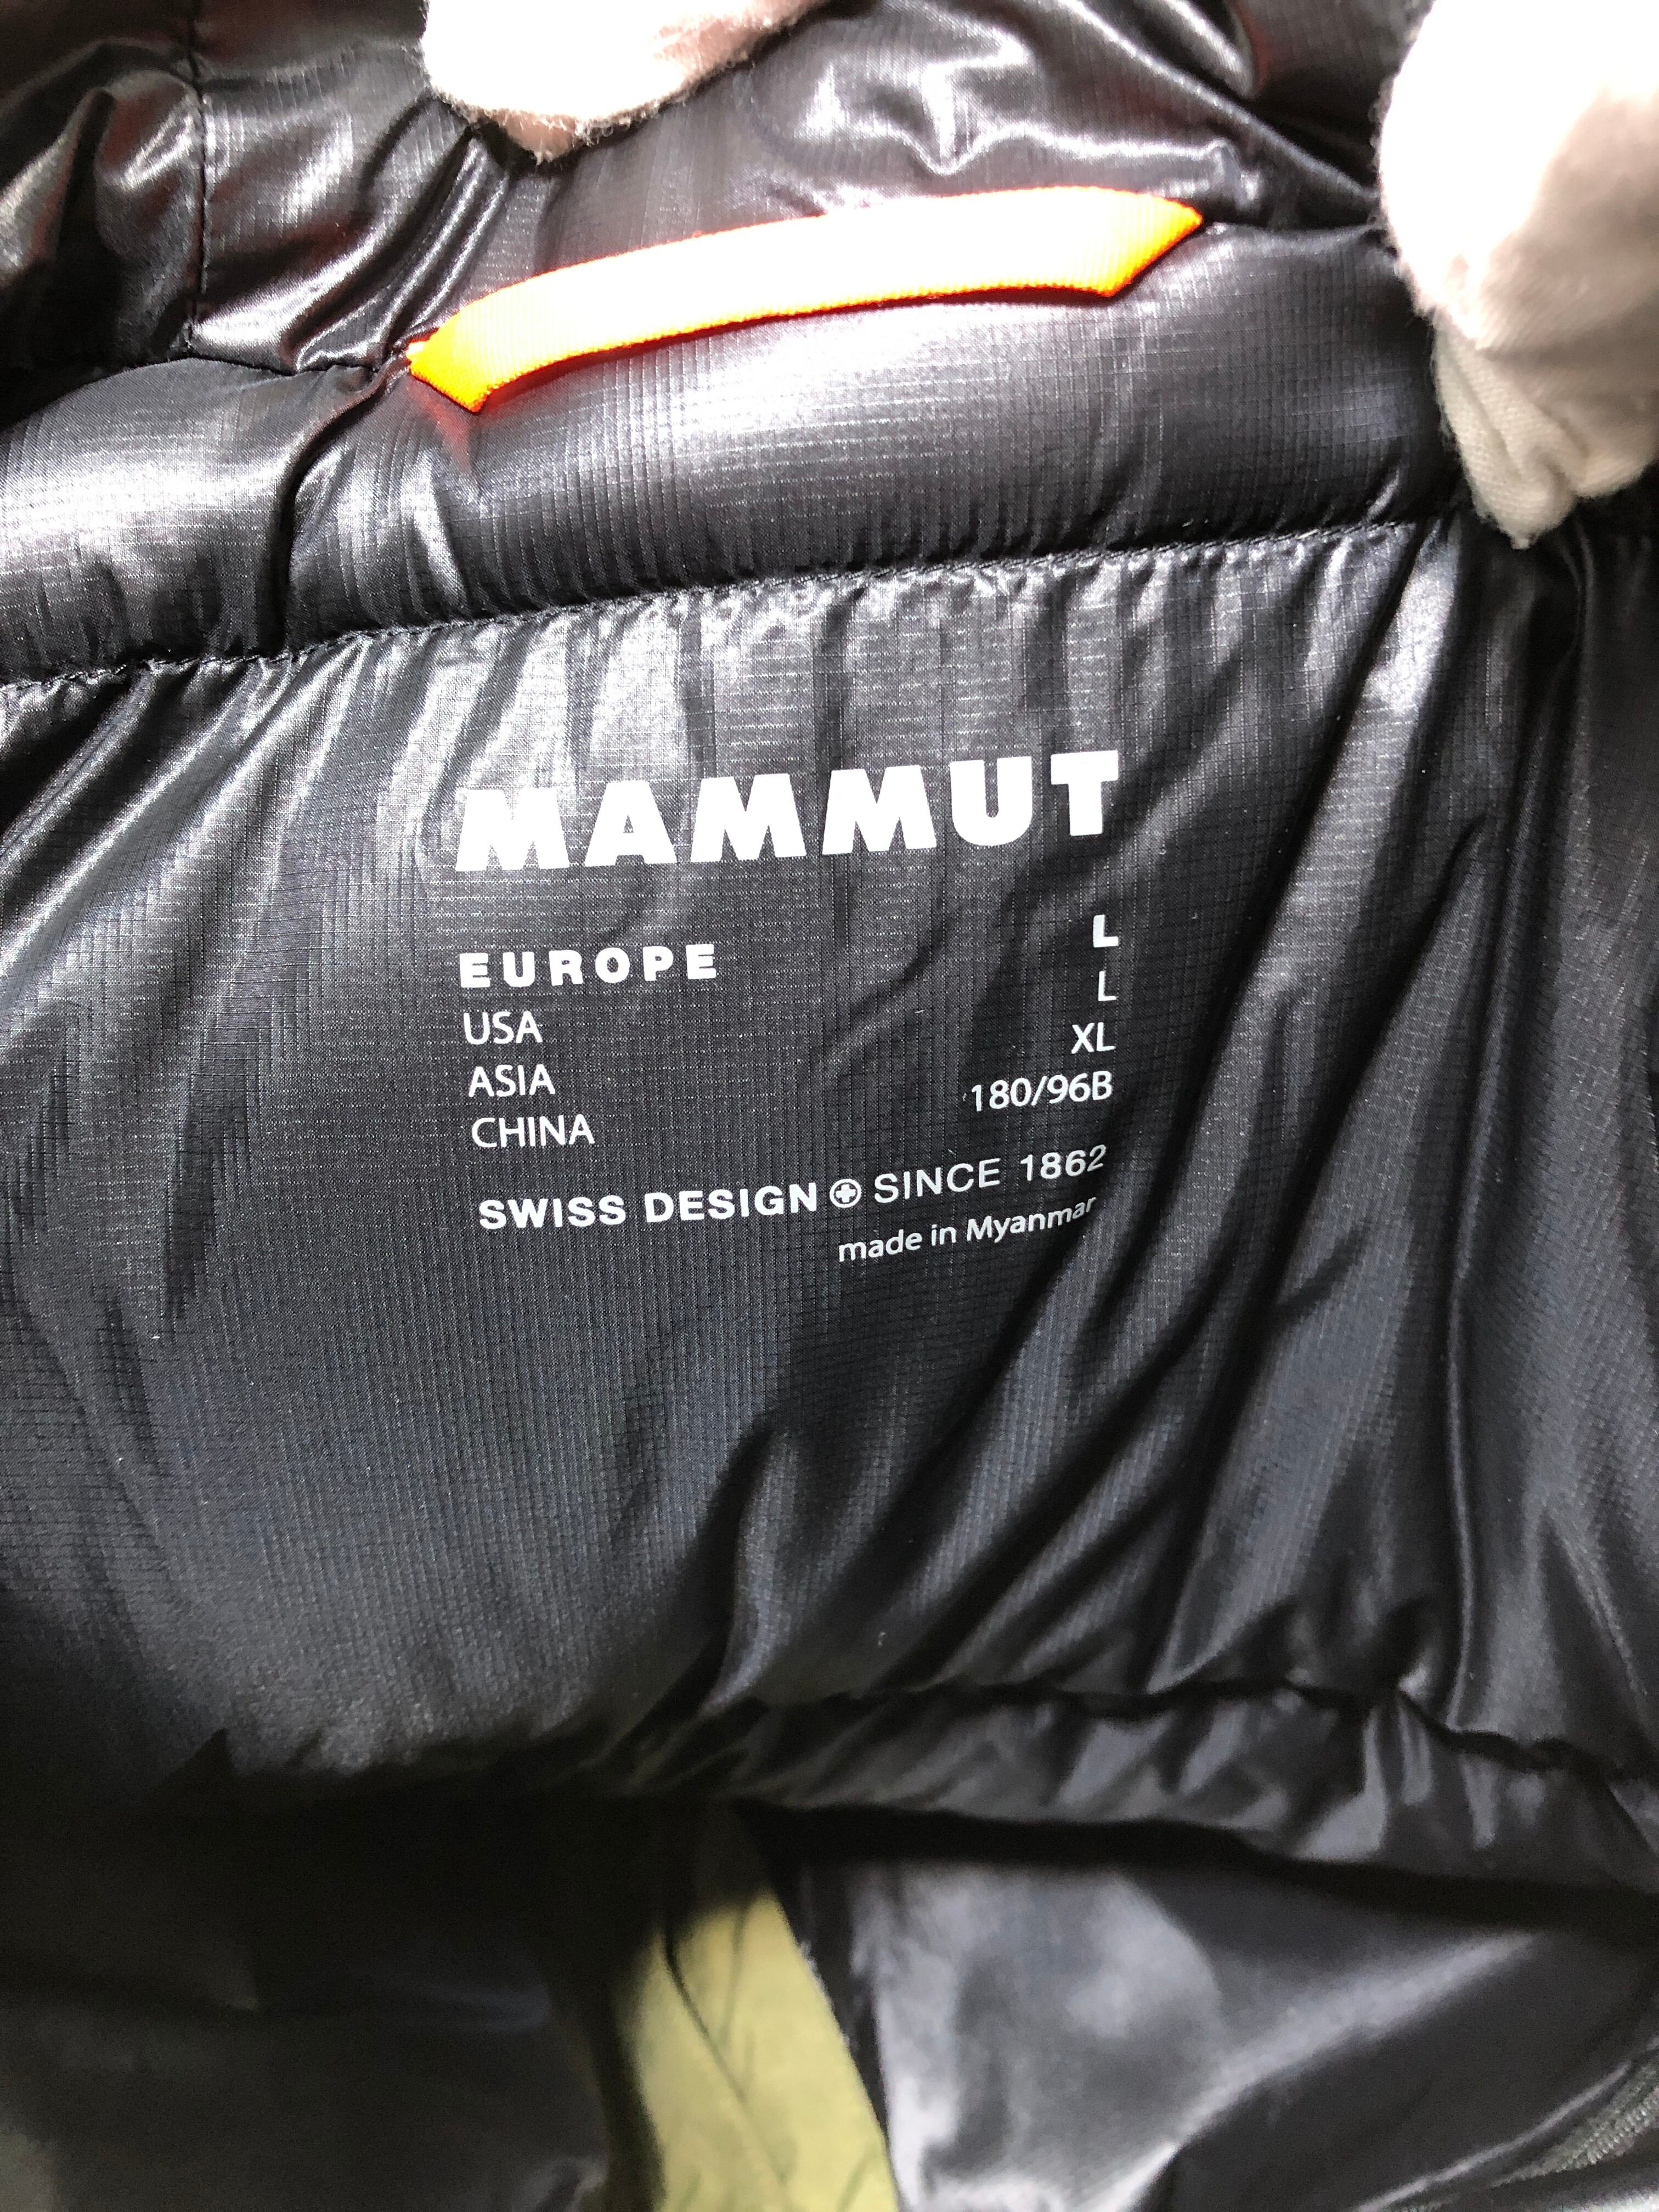 MAMMUT
EUROPE L
USA L
ASIA XL
CHINA 180/96B
SWISS DESIGN SINCE 1862
made in Myanmar